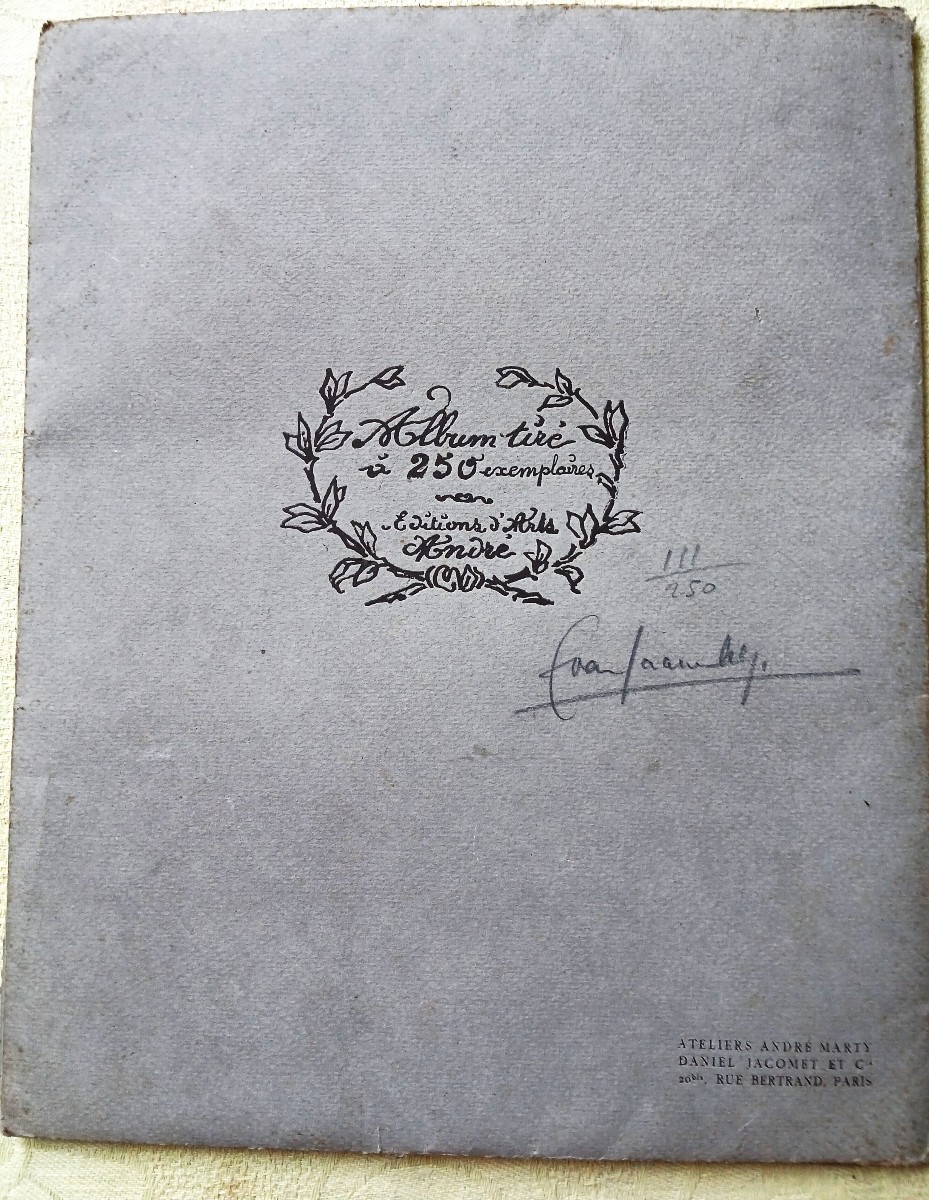 Album tiré
à 250 exemplaires
Editions d'Arts
André
111
250
ATELIERS ANDRÉ MARTY
DANIEL JACOMET ET Cie
20bis, RUE BERTRAND, PARIS